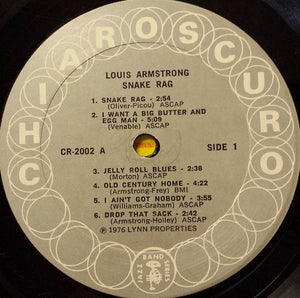 CHIAROSCURO
LOUIS ARMSTRONG
SNAKE RAG
1. SNAKE RAG - 2:54
(Oliver-Picou) ASCAP
2. I WANT A BIG BUTTER AND
EGG MAN - 5:09
(Venable) ASCAP
CR-2002 A
SIDE 1
3. JELLY ROLL BLUES - 2:38
(Morton) ASCAP
4. OLD CENTURY HOME - 4:22
(Armstrong-Frey) BMI
5. I AIN'T GOT NOBODY - 3:55
(Williams-Graham) ASCAP
6. DROP THAT SACK - 2:42
(Armstrong-Holley) ASCAP
Ⓟ 1976 LYNN PROPERTIES
JAZZ BAND SERIES